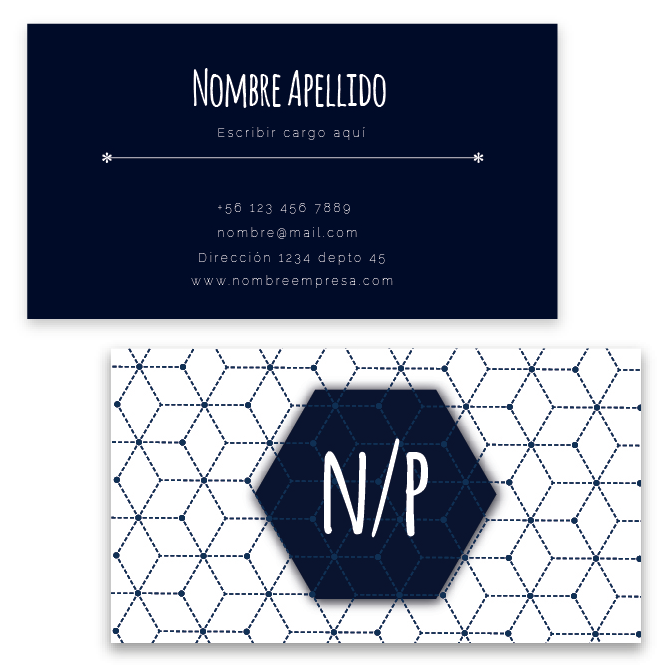 Nombre Apellido
Escribir cargo aquí
+56 123 456 7889
nombre@mail.com
Dirección 1234 depto 45
www.nombreempresa.com
N/P